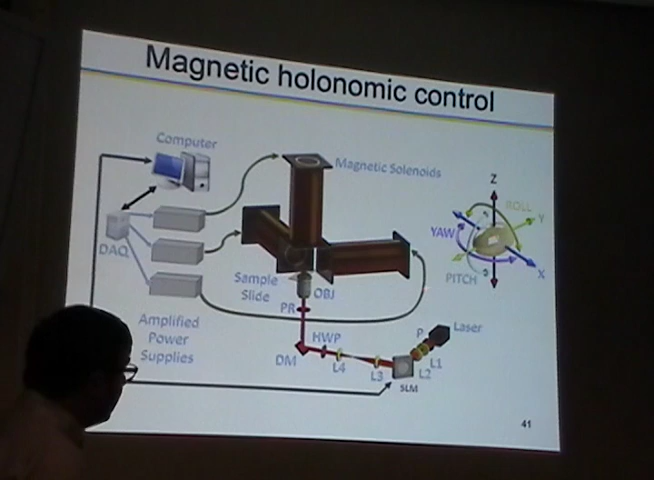 Magnetic holonomic control
Computer
Magnetic Solenoids
DAQ
Sample
Slide
OBJ
PR
Amplified
Power
Supplies
HWP
DM
L4
L3
SLM
L2
L1
P
Laser
Z
ROLL
Y
YAW
PITCH
X
41